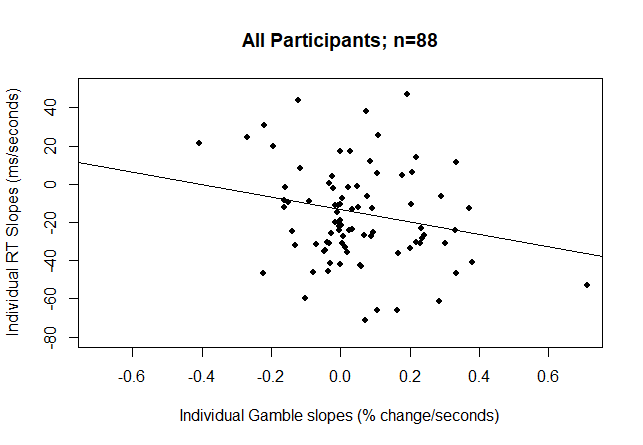 All Participants; n=88
Individual RT Slopes (ms/seconds)
40
20
0
-20
-40
-60
-80
-0.6 -0.4 -0.2 0.0 0.2 0.4 0.6
Individual Gamble slopes (% change/seconds)